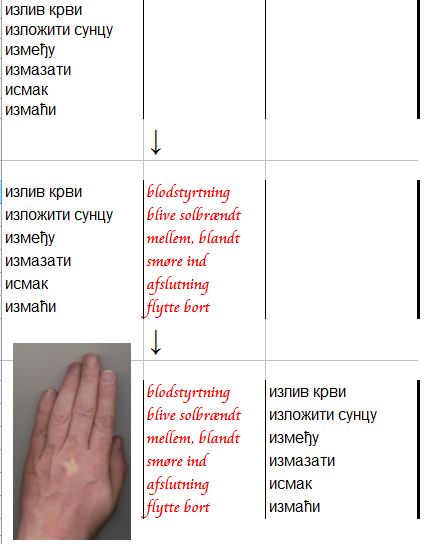 излив крви
изложити сунцу
између
измазати
исмак
измаћи
↓
излив крви blodstyrtning
изложити сунцу blive solbrændt
између mellem, blandt
измазати smøre ind
исмак afslutning
измаћи flytte bort
↓
blodstyrtning излив крви
blive solbrændt изложити сунцу
mellem, blandt између
smøre ind измазати
afslutning исмак
flytte bort измаћи